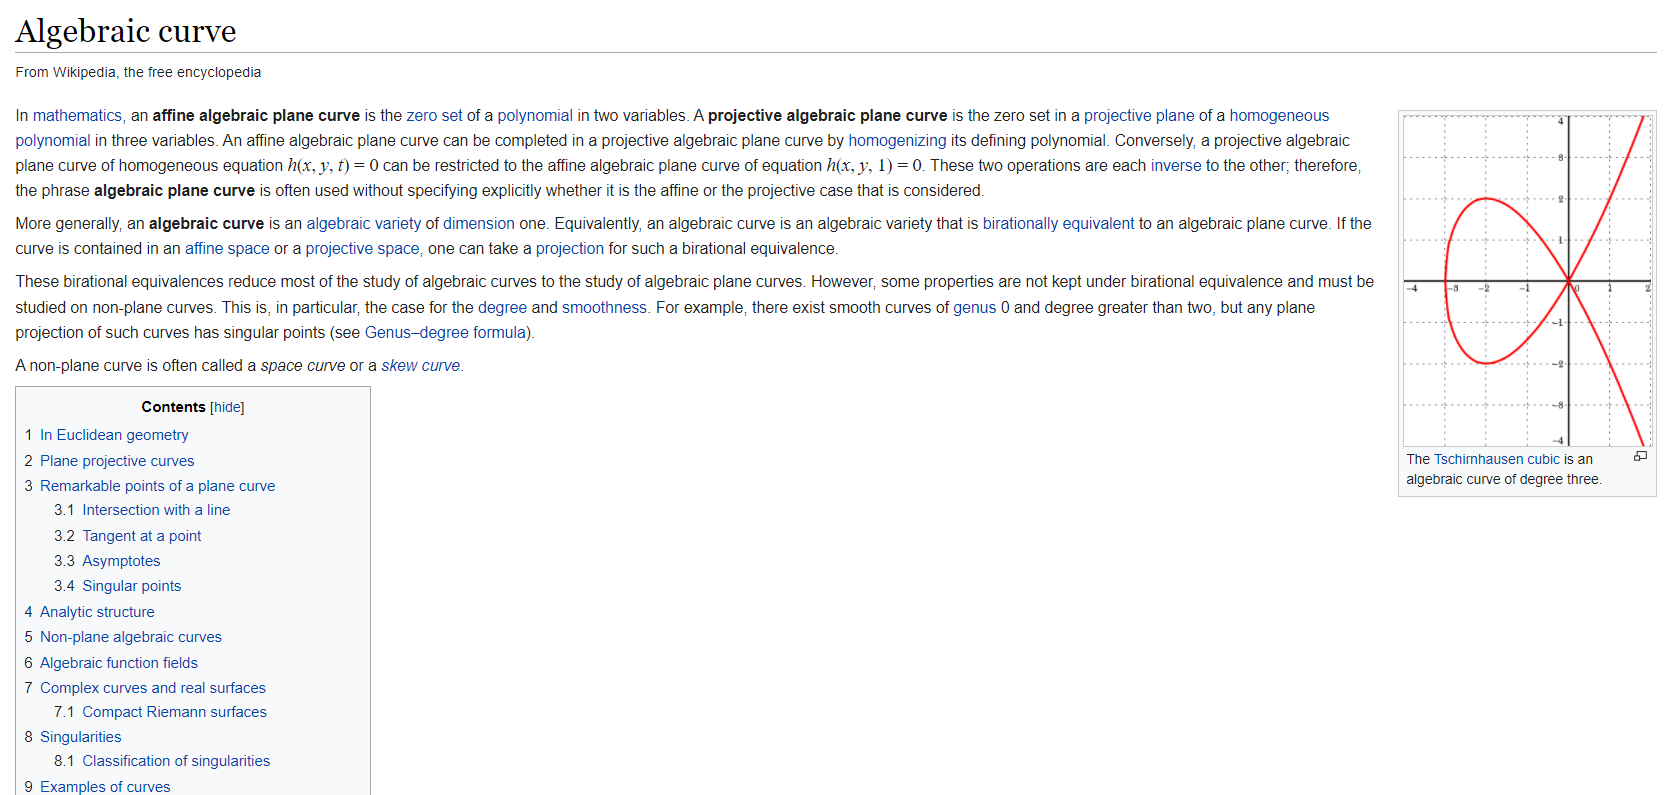 Algebraic curve
From Wikipedia, the free encyclopedia
In mathematics, an affine algebraic plane curve is the zero set of a polynomial in two variables. A projective algebraic plane curve is the zero set in a projective plane of a homogeneous
polynomial in three variables. An affine algebraic plane curve can be completed in a projective algebraic plane curve by homogenizing its defining polynomial. Conversely, a projective algebraic
plane curve of homogeneous equation h(x, y, t) = 0 can be restricted to the affine algebraic plane curve of equation h(x, y, 1) = 0. These two operations are each inverse to the other; therefore,
the phrase algebraic plane curve is often used without specifying explicitly whether it is the affine or the projective case that is considered.
More generally, an algebraic curve is an algebraic variety of dimension one. Equivalently, an algebraic curve is an algebraic variety that is birationally equivalent to an algebraic plane curve. If the
curve is contained in an affine space or a projective space, one can take a projection for such a birational equivalence.
These birational equivalences reduce most of the study of algebraic curves to the study of algebraic plane curves. However, some properties are not kept under birational equivalence and must be
studied on non-plane curves. This is, in particular, the case for the degree and smoothness. For example, there exist smooth curves of genus 0 and degree greater than two, but any plane
projection of such curves has singular points (see Genus–degree formula).
A non-plane curve is often called a space curve or a skew curve.
Contents [hide]
1 In Euclidean geometry
2 Plane projective curves
3 Remarkable points of a plane curve
3.1 Intersection with a line
3.2 Tangent at a point
3.3 Asymptotes
3.4 Singular points
4 Analytic structure
5 Non-plane algebraic curves
6 Algebraic function fields
7 Complex curves and real surfaces
7.1 Compact Riemann surfaces
8 Singularities
8.1 Classification of singularities
9 Examples of curves
4
3
2
1
-4 -3 -2 -1 0 1 2
-1
-2
-3
-4
The Tschirnhausen cubic is an
algebraic curve of degree three.